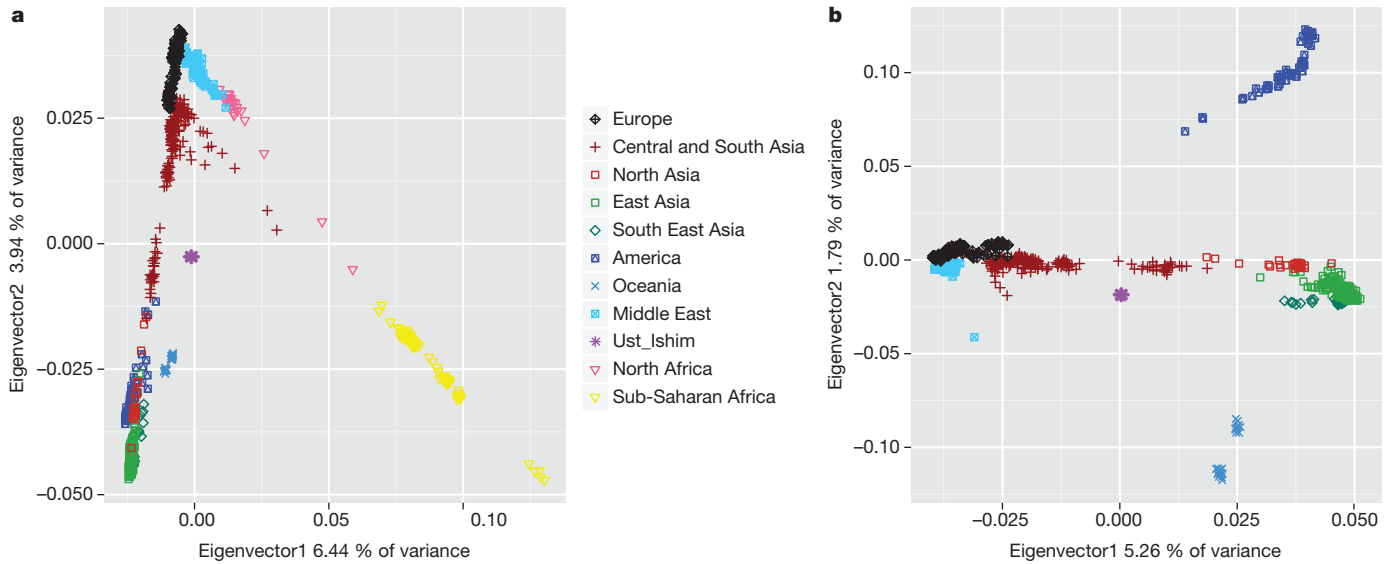 a
Eigenvector2 3.94 % of variance
0.025
0.000
−0.025
−0.050
0.00
0.05
0.10
Eigenvector1 6.44 % of variance
Europe
Central and South Asia
North Asia
East Asia
South East Asia
America
Oceania
Middle East
Ust_Ishim
North Africa
Sub-Saharan Africa
b
Eigenvector2 1.79 % of variance
0.10
0.05
0.00
−0.05
−0.10
−0.025
0.000
0.025
0.050
Eigenvector1 5.26 % of variance